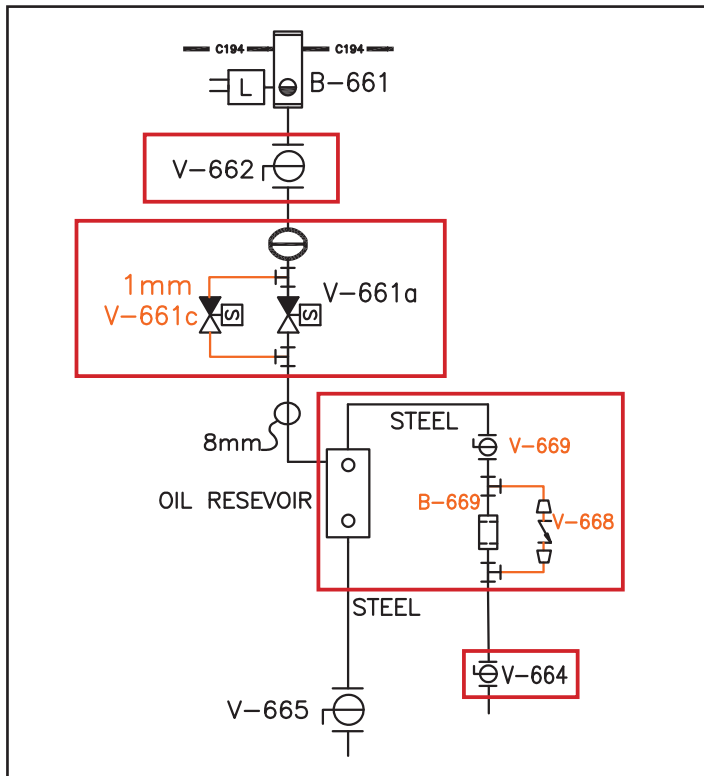 C194 C194
L B-661
V-662
1mm
V-661a
V-661c S S
8mm
STEEL
V-669
OIL RESEVOIR
B-669
V-668
STEEL
V-664
V-665